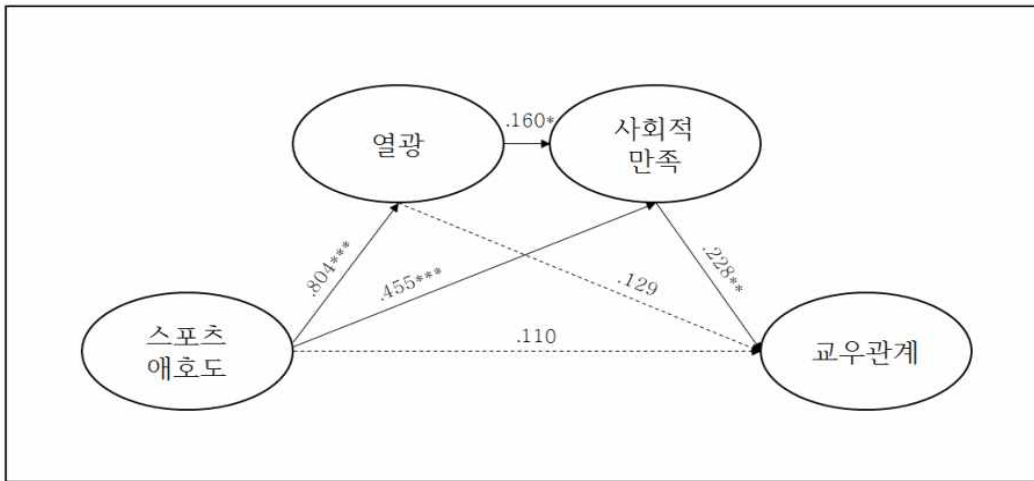 열광
.160*
사회적
만족
.804***
.455***
.129
.228**
스포츠
애호도
.110
교우관계